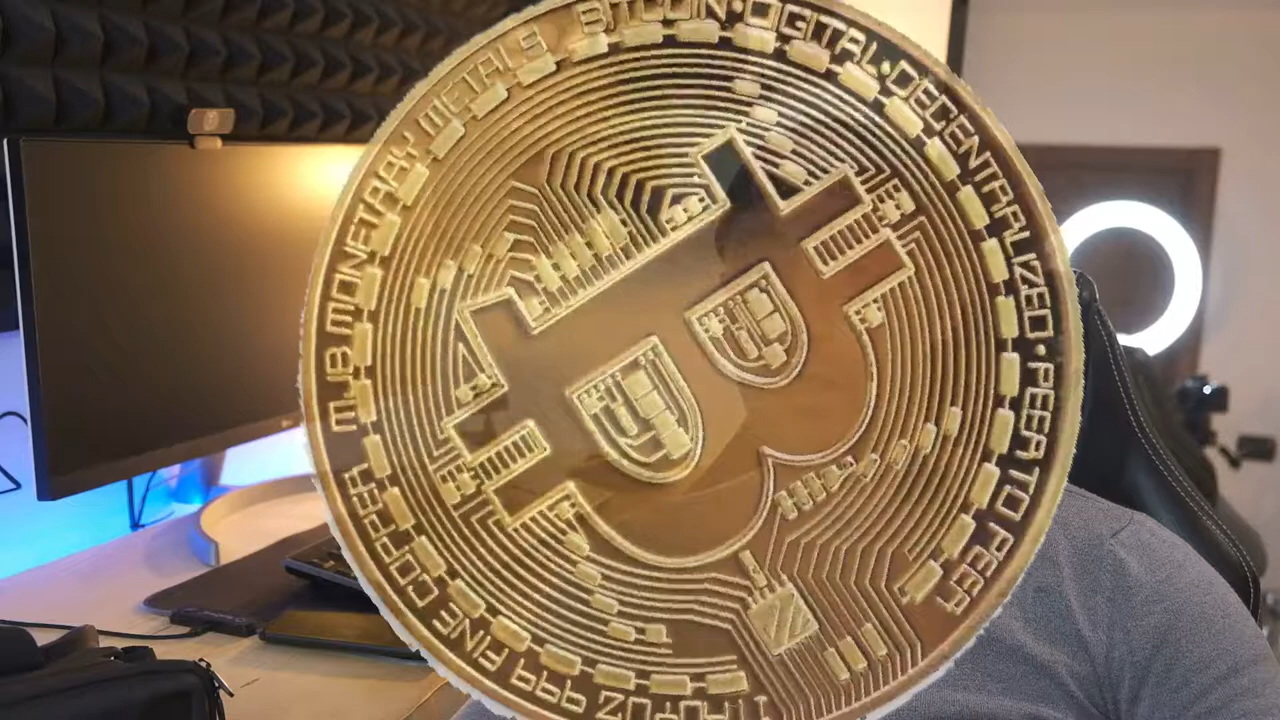 BITCOIN•DIGITAL•DECENTRALIZED•PEER TO PEER
1 TROY OZ 999 FINE COPPER
MJB MONETARY METALS